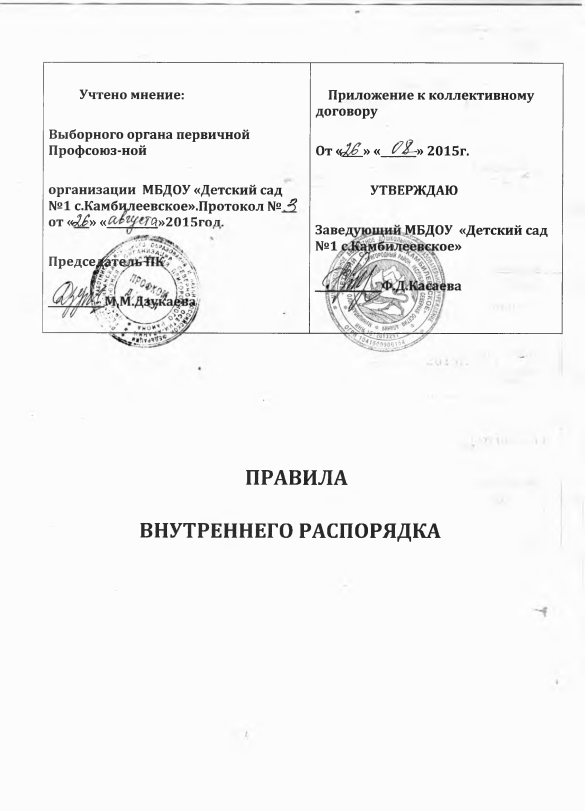 Учтено мнение:
Выборного органа первичной
Профсоюз-ной
организации МБДОУ «Детский сад
№1 с.Камбилеевское».Протокол № 3
от «26» «августа»2015год.
Председатель ПК
М.М.Дзукаева
Приложение к коллективному
договору
От «26» « 08 » 2015г.
УТВЕРЖДАЮ
Заведующий МБДОУ «Детский сад
№1 с.Камбилеевское»
Ф.Д.Касаева
ПРОФКОМ
ПРАВИЛА
ВНУТРЕННЕГО РАСПОРЯДКА